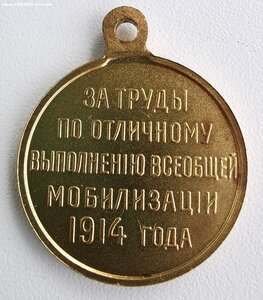 ЗА ТРУДЫ
ПО ОТЛИЧНОМУ
ВЫПОЛНЕНIЮ ВСЕОБЩЕЙ
МОБИЛИЗАЦIИ
1914 ГОДА